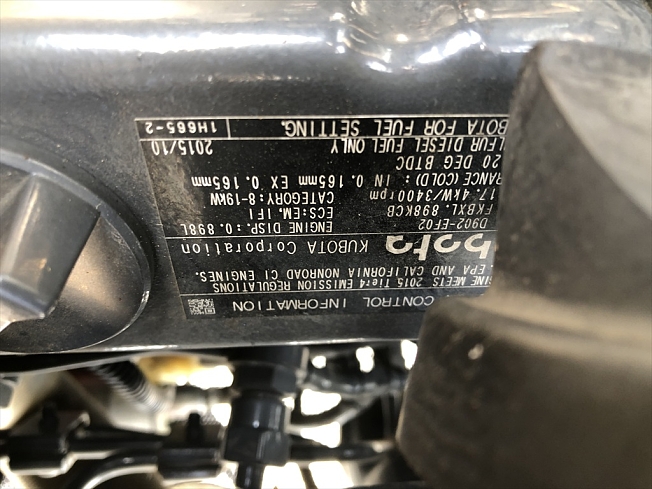 CONTROL INFORMATION
INE MEETS 2015 Tier4 EMISSION REGULATIONS
EPA AND CALIFORNIA NONROAD CI ENGINES.
bota KUBOTA Corporation
D902-EF02 ENGINE DISP.:0.898L
FKBXL.898KCB ECS:EM, IFI
17.4kW/3400rpm CATEGORY:8-19kW
RANCE(COLD): IN 0.165mm EX 0.165mm
20 DEG BTDC
LFUR DIESEL FUEL ONLY 2015/10
BOTA FOR FUEL SETTING. 1H665-2